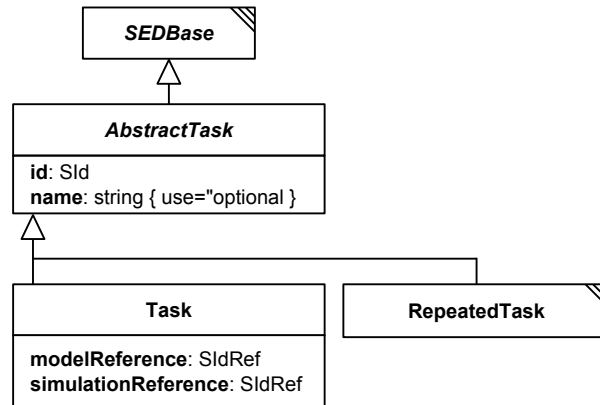 SEDBase
AbstractTask
id: SId
name: string { use="optional }
Task
RepeatedTask
modelReference: SIdRef
simulationReference: SIdRef